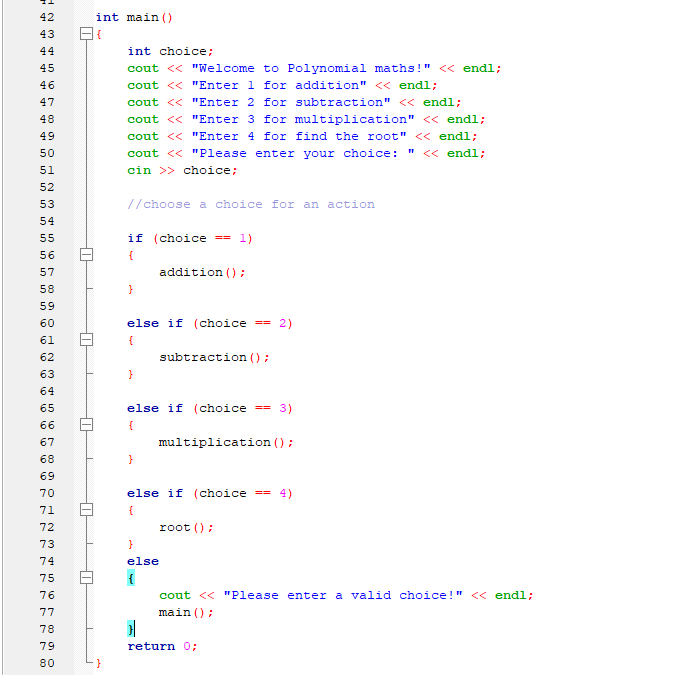 41
42 int main()
43 {
44 int choice;
45 cout << "Welcome to Polynomial maths!" << endl;
46 cout << "Enter 1 for addition" << endl;
47 cout << "Enter 2 for subtraction" << endl;
48 cout << "Enter 3 for multiplication" << endl;
49 cout << "Enter 4 for find the root" << endl;
50 cout << "Please enter your choice: " << endl;
51 cin >> choice;
52
53 //choose a choice for an action
54
55 if (choice == 1)
56 {
57 addition();
58 }
59
60 else if (choice == 2)
61 {
62 subtraction();
63 }
64
65 else if (choice == 3)
66 {
67 multiplication();
68 }
69
70 else if (choice == 4)
71 {
72 root();
73 }
74 else
75 {
76 cout << "Please enter a valid choice!" << endl;
77 main();
78 }
79 return 0;
80 }